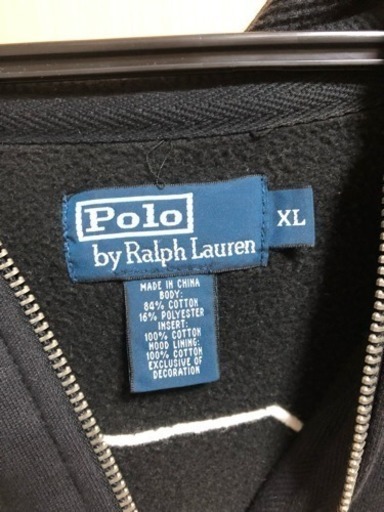 Polo
by Ralph Lauren
XL
MADE IN CHINA
BODY:
84% COTTON
16% POLYESTER
INSERT:
100% COTTON
HOOD LINING:
100% COTTON
EXCLUSIVE OF
DECORATION